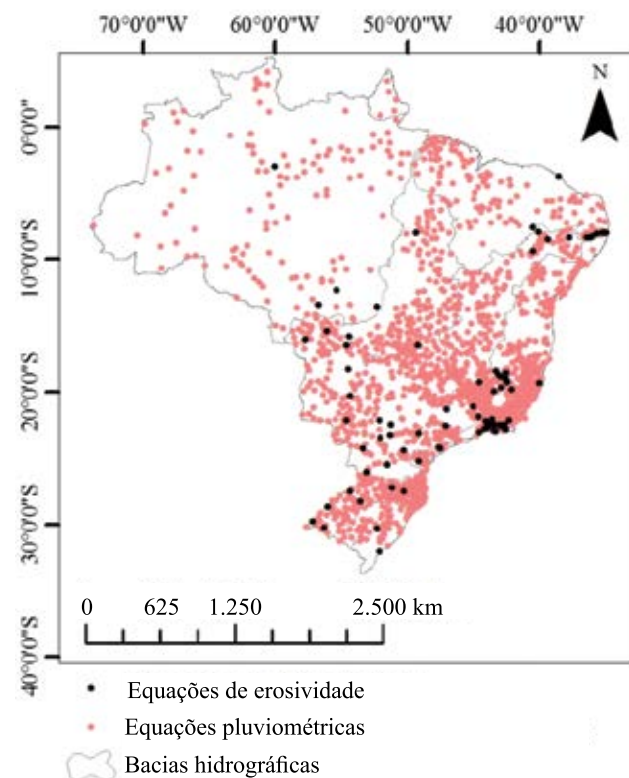 70°0'0"W 60°0'0"W 50°0'0"W 40°0'0"W
N
0°0'0"
10°0'0"S
20°0'0"S
30°0'0"S
40°0'0"S
0 625 1.250 2.500 km
Equações de erosividade
Equações pluviométricas
Bacias hidrográficas